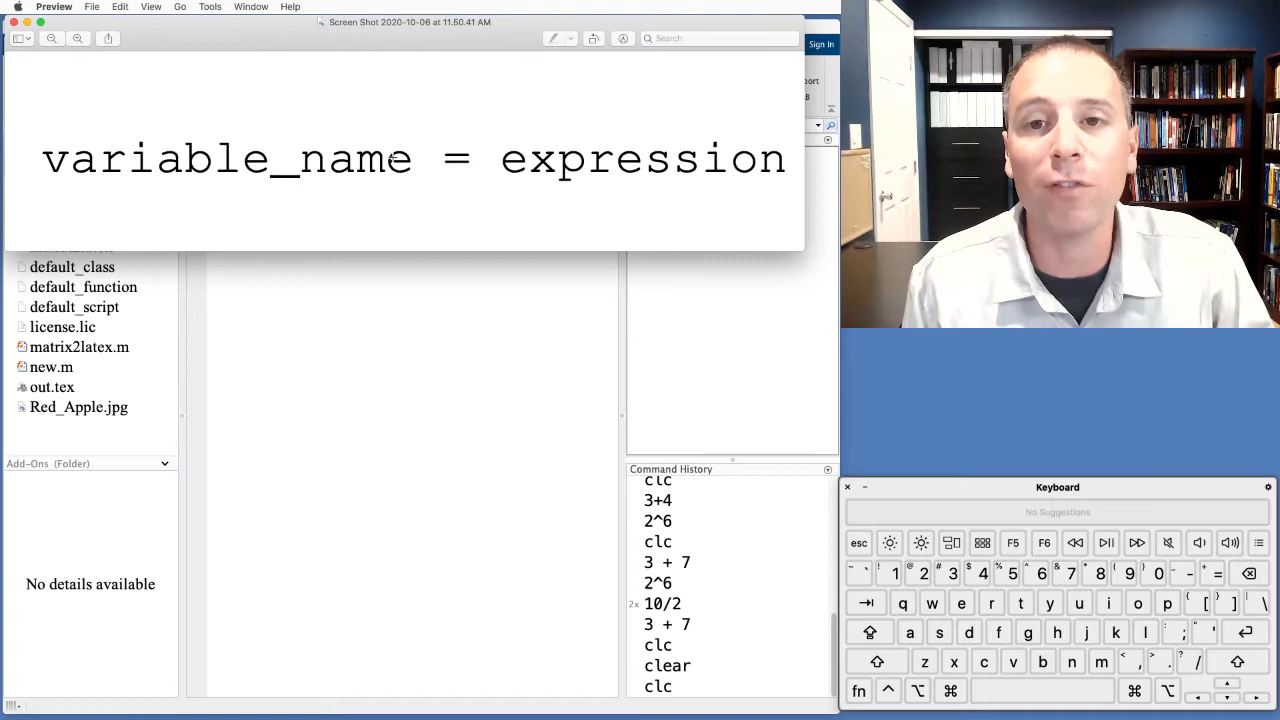 Preview File Edit View Go Tools Window Help
Screen Shot 2020-10-06 at 11.50.41 AM
Search
Sign In
variable_name = expression
default_class
default_function
default_script
license.lic
matrix2latex.m
new.m
out.tex
Red_Apple.jpg
Add-Ons (Folder)
No details available
Command History
clc
3+4
2^6
clc
3 + 7
2^6
2x 10/2
3 + 7
clc
clear
clc
Keyboard
No Suggestions
esc F5 F6
~ ` ! 1 @ 2 # 3 $ 4 % 5 ^ 6 & 7 * 8 ( 9 ) 0 _ - + =
q w e r t y u i o p { [ } ] | \
a s d f g h j k l : ; " '
z x c v b n m < , > . ? /
fn